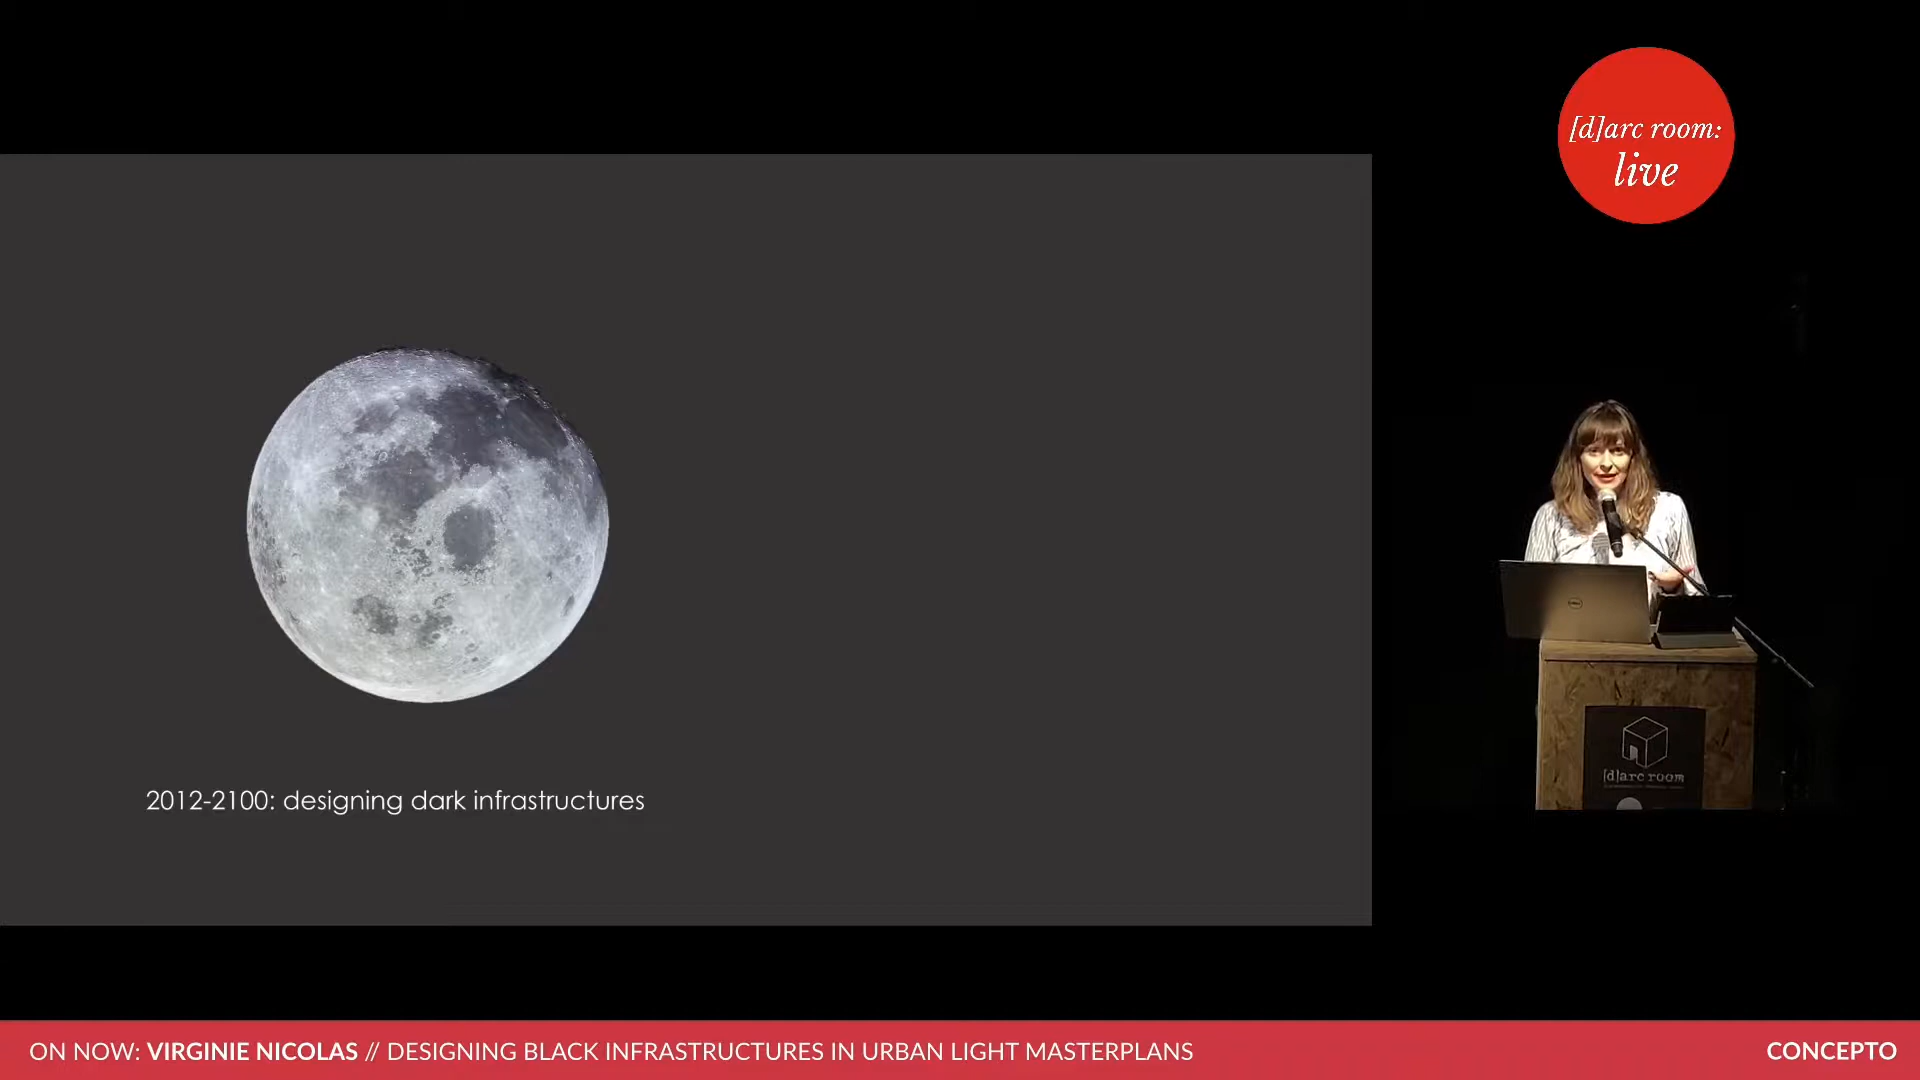 [d]arc room:
live
2012-2100: designing dark infrastructures
[d]arc room
ON NOW: VIRGINIE NICOLAS // DESIGNING BLACK INFRASTRUCTURES IN URBAN LIGHT MASTERPLANS
CONCEPTO